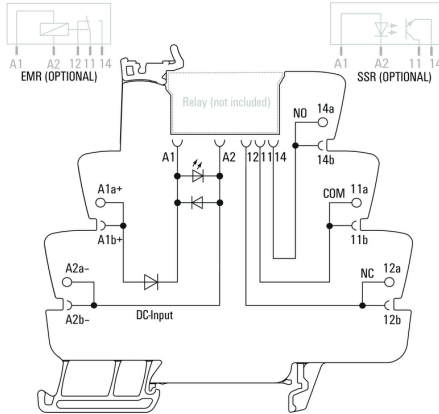 A1 A2 12 11 14
EMR (OPTIONAL)
A1 A2 11 14
SSR (OPTIONAL)
Relay (not included)
NO 14a
A1 A2 12 11 14
14b
A1a+
COM 11a
A1b+
11b
A2a–
NC 12a
A2b–
DC-Input
12b